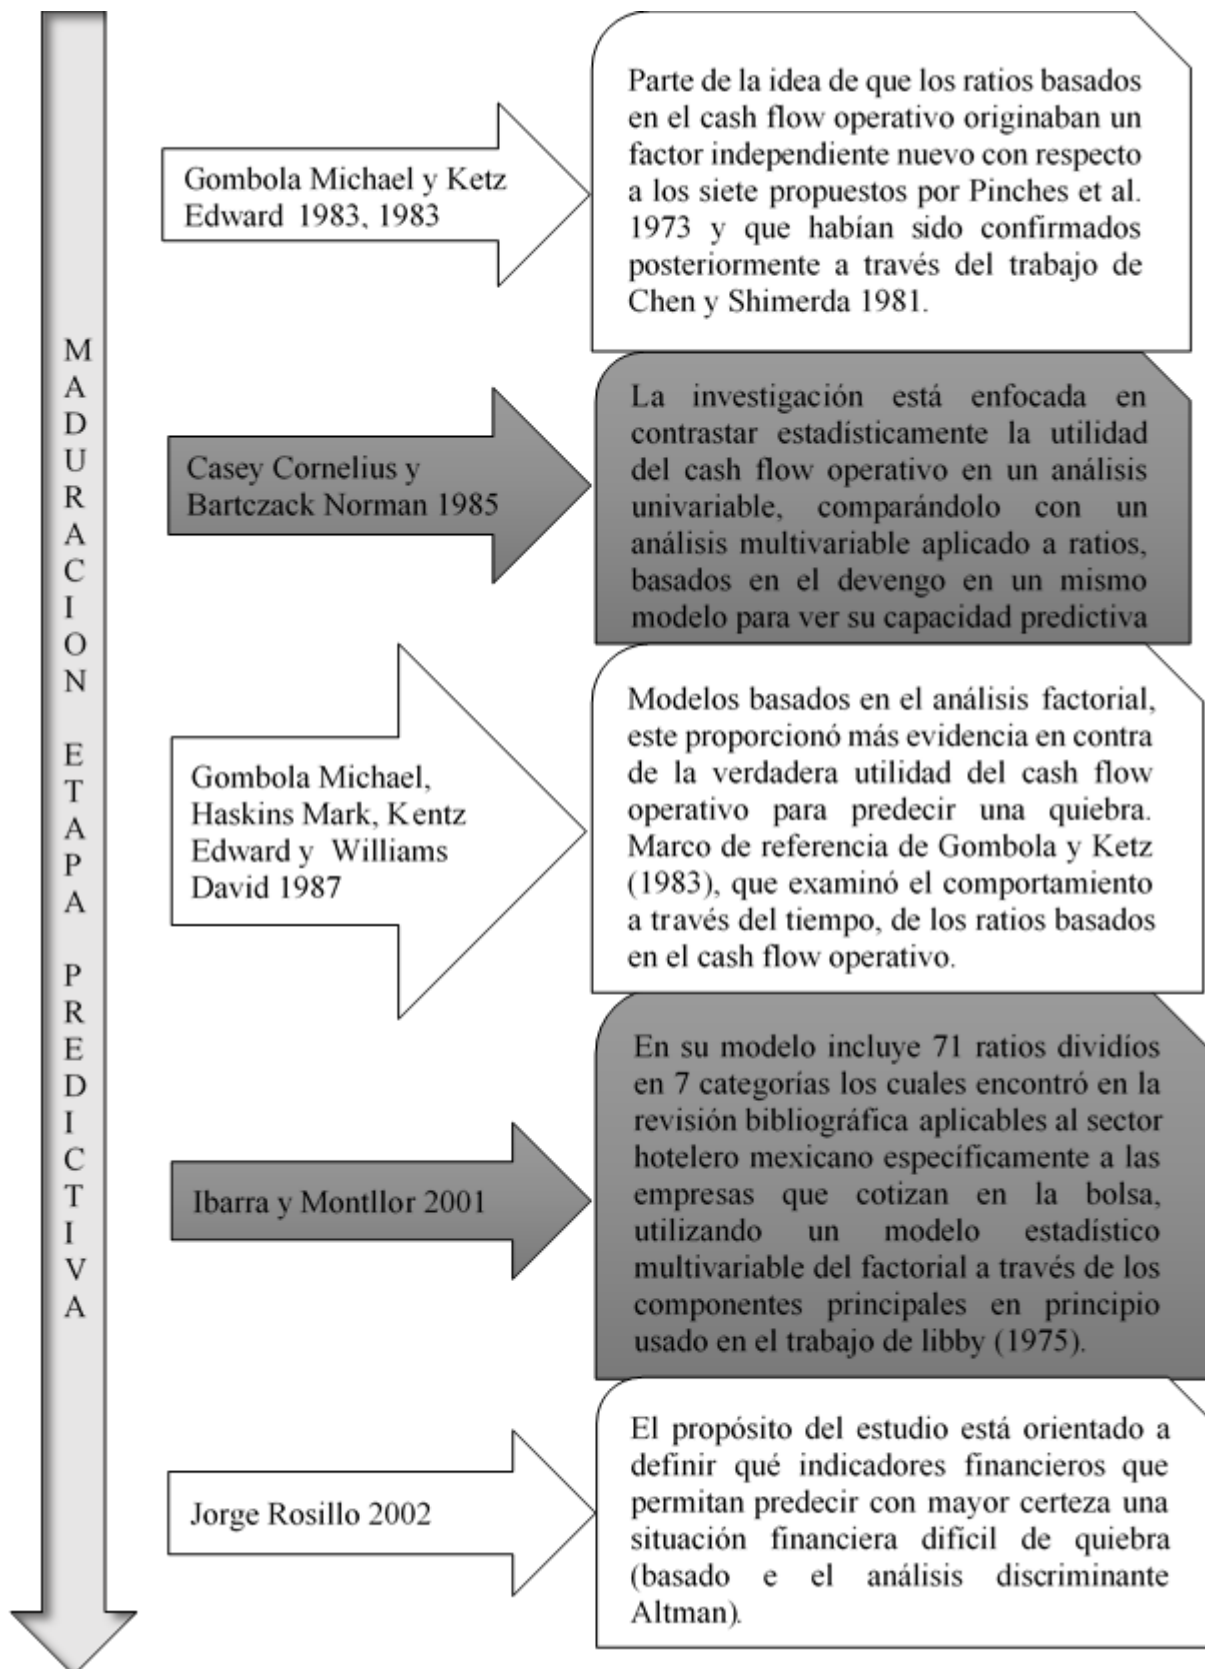 MADURACION ETAPA PREDICTIVA
Gombola Michael y Ketz
Edward 1983, 1983
Parte de la idea de que los ratios basados
en el cash flow operativo originaban un
factor independiente nuevo con respecto
a los siete propuestos por Pinches et al.
1973 y que habían sido confirmados
posteriormente a través del trabajo de
Chen y Shimerda 1981.
Casey Cornelius y
Bartczack Norman 1985
La investigación está enfocada en
contrastar estadísticamente la utilidad
del cash flow operativo en un análisis
univariable, comparándolo con un
análisis multivariable aplicado a ratios,
basados en el devengo en un mismo
modelo para ver su capacidad predictiva
Gombola Michael,
Haskins Mark, Kentz
Edward y Williams
David 1987
Modelos basados en el análisis factorial,
este proporcionó más evidencia en contra
de la verdadera utilidad del cash flow
operativo para predecir una quiebra.
Marco de referencia de Gombola y Ketz
(1983), que examinó el comportamiento
a través del tiempo, de los ratios basados
en el cash flow operativo.
Ibarra y Montllor 2001
En su modelo incluye 71 ratios dividíos
en 7 categorías los cuales encontró en la
revisión bibliográfica aplicables al sector
hotelero mexicano específicamente a las
empresas que cotizan en la bolsa,
utilizando un modelo estadístico
multivariable del factorial a través de los
componentes principales en principio
usado en el trabajo de libby (1975).
Jorge Rosillo 2002
El propósito del estudio está orientado a
definir qué indicadores financieros que
permitan predecir con mayor certeza una
situación financiera difícil de quiebra
(basado e el análisis discriminante
Altman).